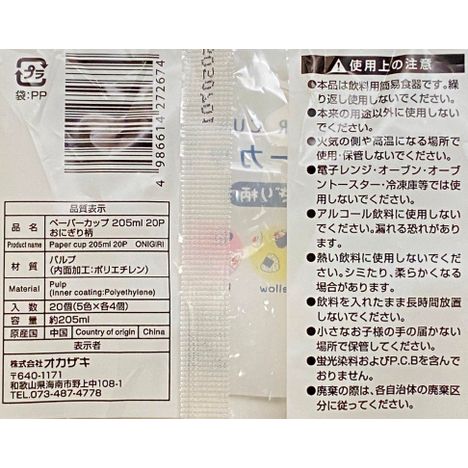 プラ
袋:PP
4 986614 272674
2020X01
品質表示
品名 ペーパーカップ 205ml 20P
おにぎり柄
Product name Paper cup 205ml 20P ONIGIRI
材質 パルプ
(内面加工:ポリエチレン)
Material Pulp
(Inner coating:Polyethylene)
入数 20個(5色×各4個)
容量 約205ml
原産国 中国 Country of origin China
表示者
株式会社オカザキ
〒640-1171
和歌山県海南市野上中108-1
TEL.073-487-4778
ぎり柄
llow
使用上の注意
●本品は飲料用簡易食器です。繰
り返し使用しないでください。
●本来の用途以外に使用しない
でください。
●火気の側や高温になる場所で
使用・保管しないでください。
●電子レンジ・オーブン・オーブ
ントースター・冷凍庫等では使
用しないでください。
●アルコール飲料に使用しない
でください。漏れる恐れがあり
ます。
●熱い飲料に使用しないでくだ
さい。シミたり、柔らかくなる
場合があります。
●飲料を入れたまま長時間放置
しないでください。
●小さなお子様の手の届かない
場所で保管してください。
●蛍光染料およびP.C.Bを含んで
おりません。
●廃棄の際は、各自治体の廃棄区
分に従ってください。